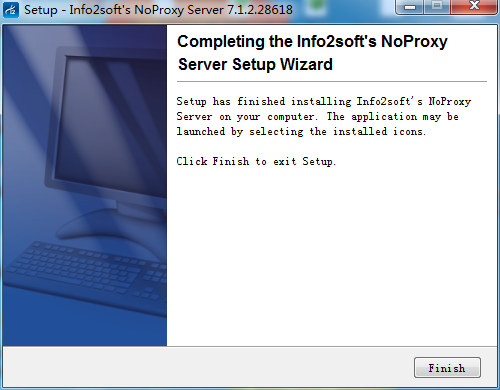 Setup - Info2soft's NoProxy Server 7.1.2.28618
Completing the Info2soft's NoProxy
Server Setup Wizard
Setup has finished installing Info2soft's NoProxy
Server on your computer. The application may be
launched by selecting the installed icons.
Click Finish to exit Setup.
Finish